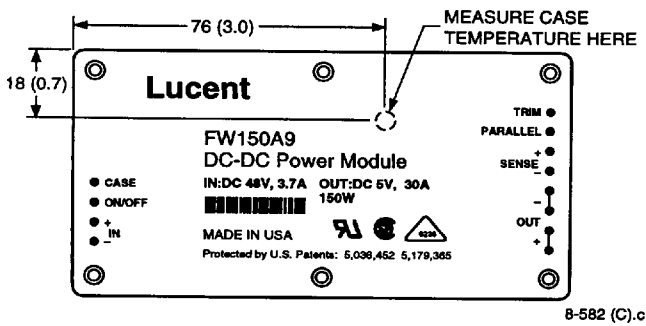 76 (3.0)
MEASURE CASE
TEMPERATURE HERE
18 (0.7)
Lucent
TRIM
PARALLEL
+
SENSE
–
FW150A9
DC-DC Power Module
IN:DC 48V, 3.7A OUT:DC 5V, 30A
150W
CASE
ON/OFF
+
IN
–
–
OUT
+
MADE IN USA
Protected by U.S. Patents: 5,036,452 5,179,365
8-582 (C).c